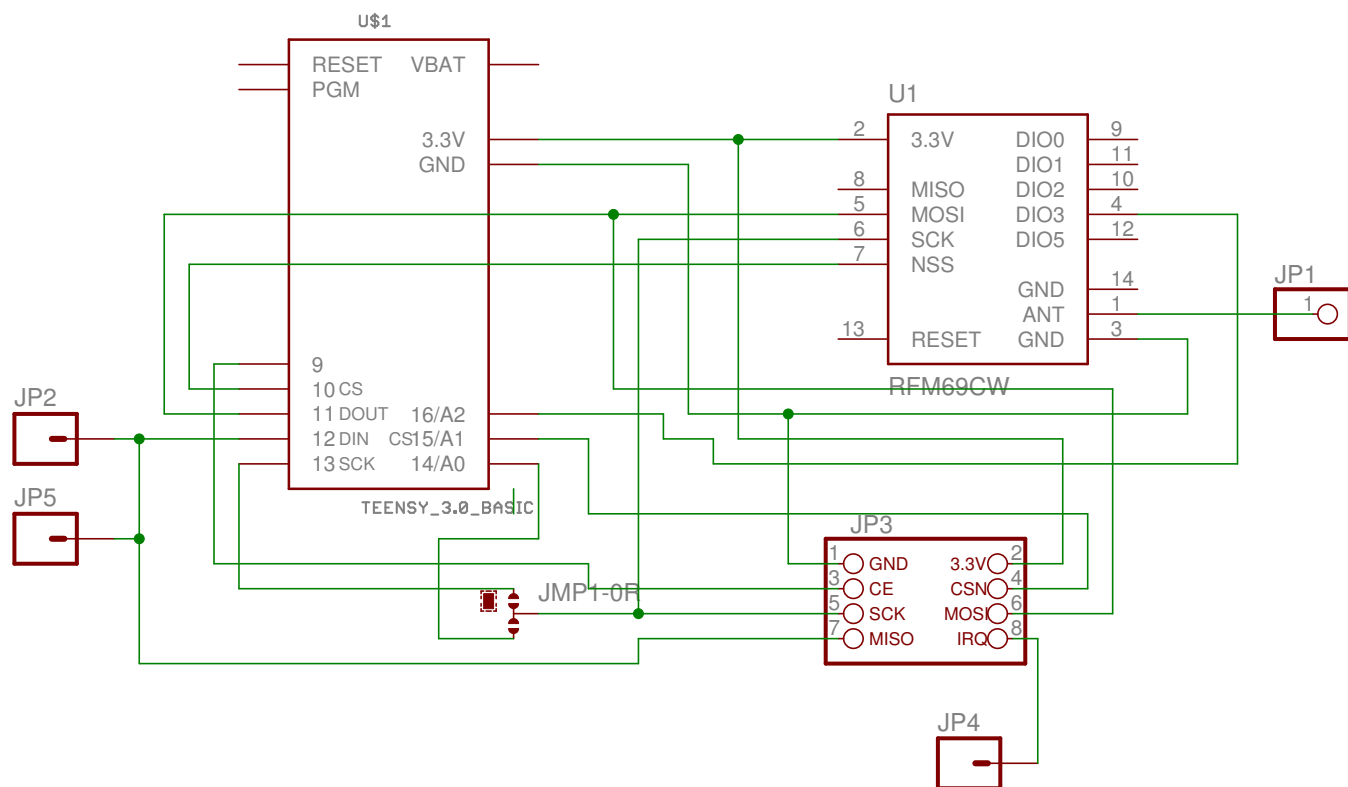 U$1
RESET VBAT
PGM
3.3V
GND
9
10 CS
11 DOUT 16/A2
12 DIN CS15/A1
13 SCK 14/A0
TEENSY_3.0_BASIC
U1
2 3.3V DIO0 9
DIO1 11
8 MISO DIO2 10
5 MOSI DIO3 4
6 SCK DIO5 12
7 NSS
GND 14
ANT 1
13 RESET GND 3
RFM69CW
JP1
1
JP2
JP5
JMP1-0R
JP3
1 GND 3.3V 2
3 CE CSN 4
5 SCK MOSI 6
7 MISO IRQ 8
JP4